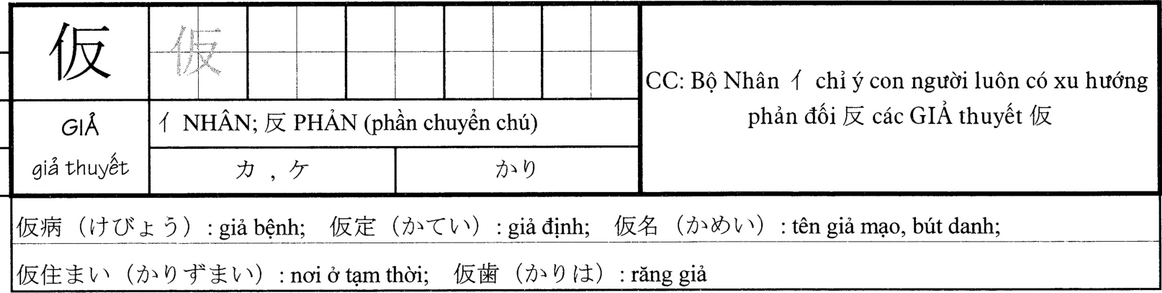 仮 仮
CC: Bộ Nhân 亻 chỉ ý con người luôn có xu hướng
phản đối 反 các GIẢ thuyết 仮
GIẢ
giả thuyết
亻 NHÂN; 反 PHẢN (phần chuyển chú)
カ , ケ
かり
仮病（けびょう）: giả bệnh; 仮定（かてい）: giả định; 仮名（かめい）: tên giả mạo, bút danh;
仮住まい（かりずまい）: nơi ở tạm thời; 仮歯（かりは）: răng giả